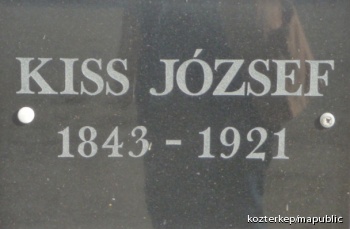 KISS JÓZSEF
1843 - 1921
kozterkep/mapublic